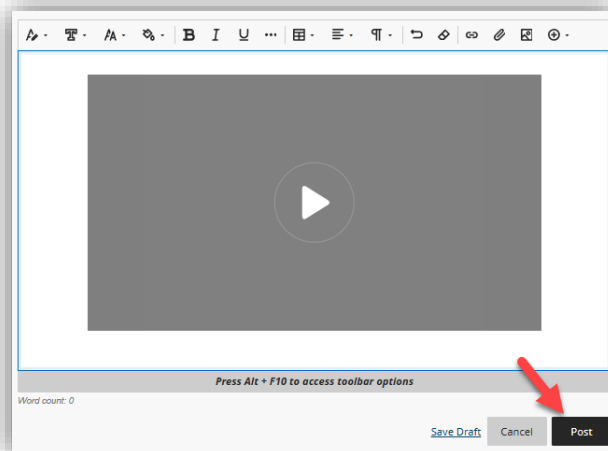 Press Alt + F10 to access toolbar options
Word count: 0
Save Draft Cancel Post